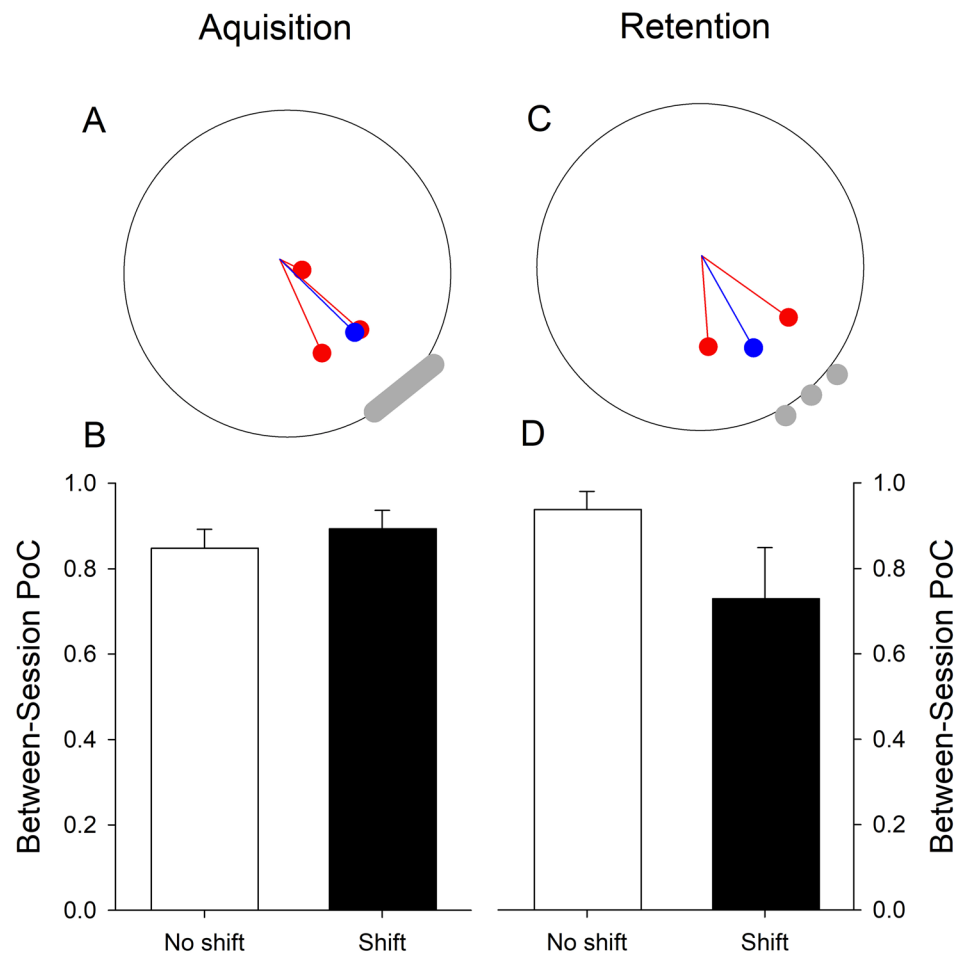 Aquisition
Retention
A
C
B
D
Between-Session PoC
1.0
0.8
0.6
0.4
0.2
0.0
No shift
Shift
No shift
Shift
1.0
0.8
0.6
0.4
0.2
0.0
Between-Session PoC